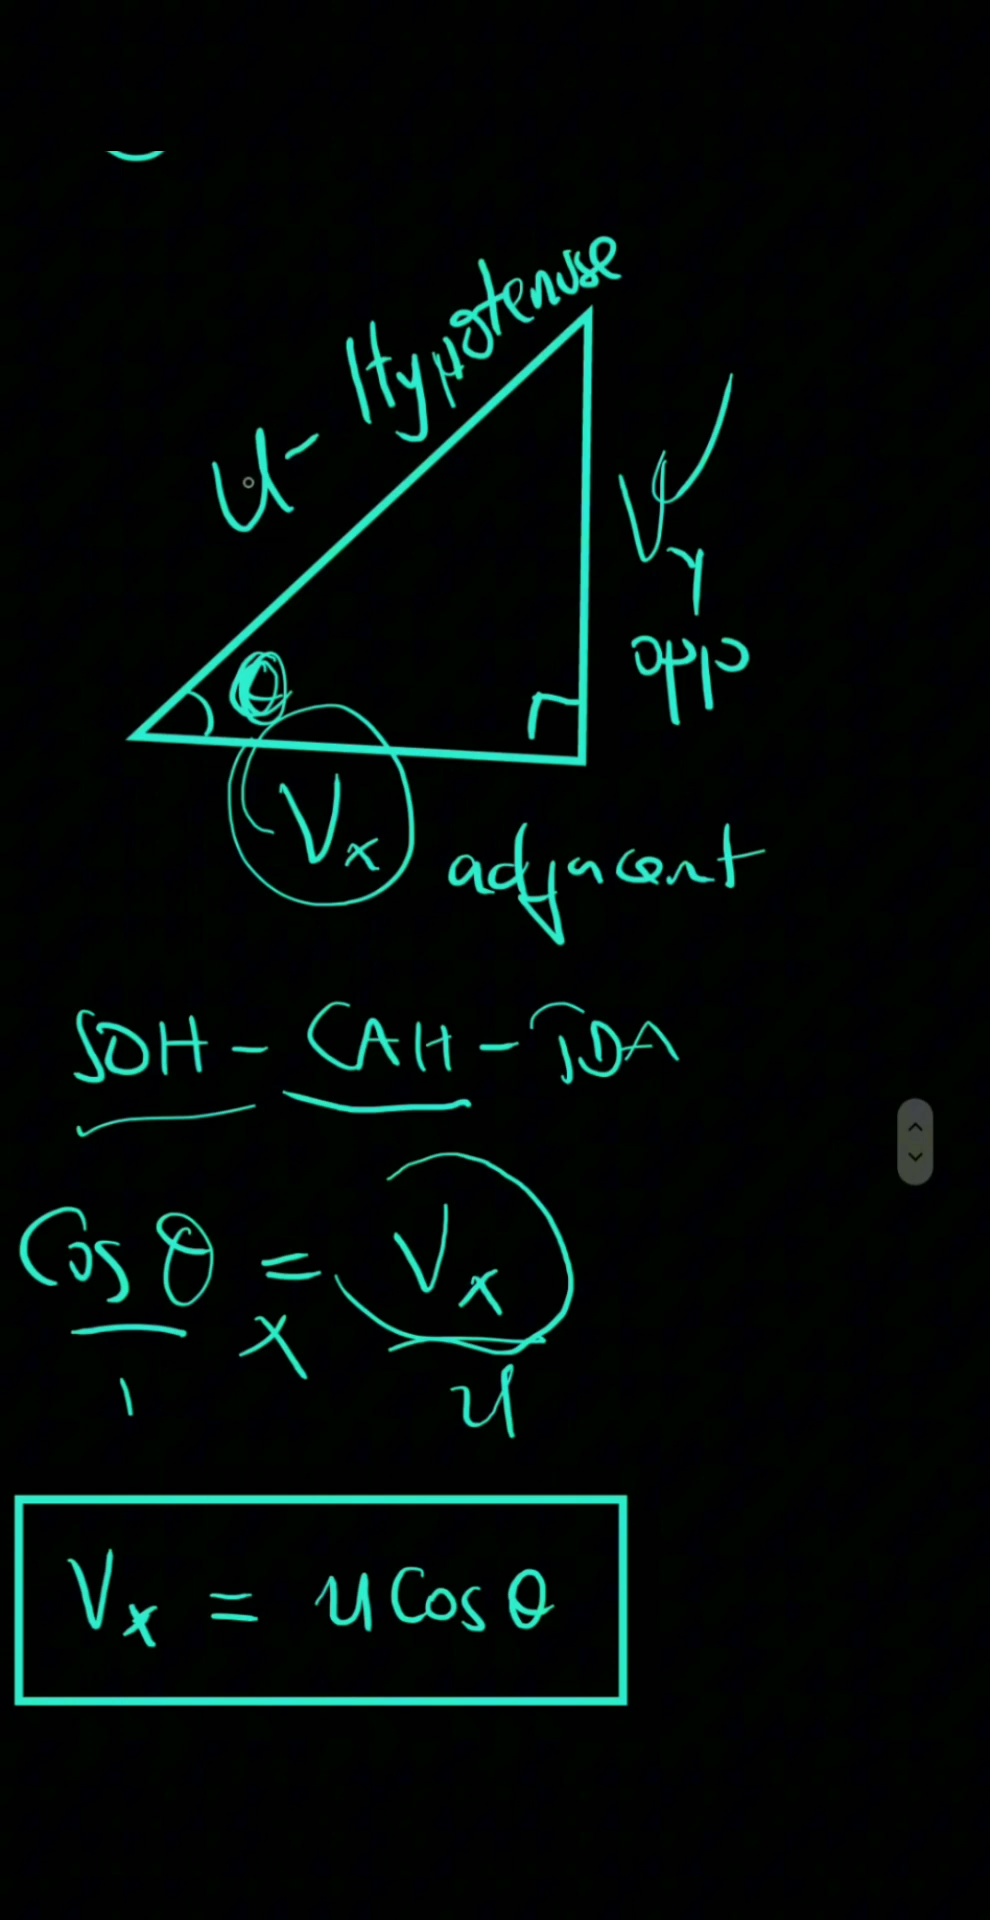 U - Hypotenuse
Vy
opp
θ
Vx
adjacent
SOH - CAH - TOA
Cos θ = Vx
1 x u
Vx = u Cos θ